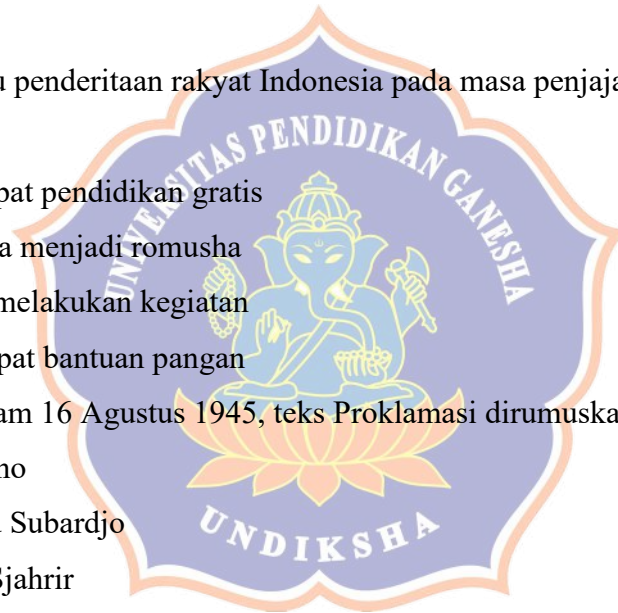 u penderitaan rakyat Indonesia pada masa penjaja
UNIVERSITAS PENDIDIKAN GANESHA
pat pendidikan gratis
a menjadi romusha
melakukan kegiatan
pat bantuan pangan
am 16 Agustus 1945, teks Proklamasi dirumuska
no
Subardjo
Sjahrir
UNDIKSHA